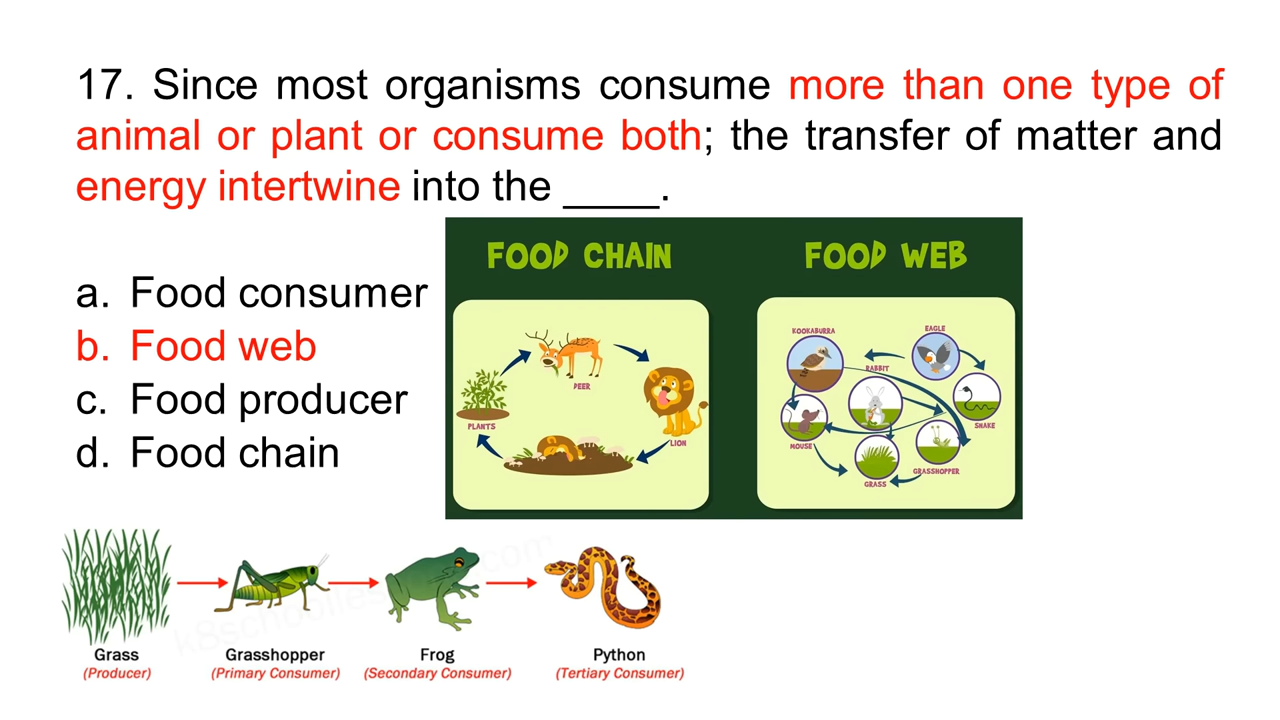 17. Since most organisms consume more than one type of
animal or plant or consume both; the transfer of matter and
energy intertwine into the ____.
a. Food consumer
b. Food web
c. Food producer
d. Food chain
FOOD CHAIN
DEER
PLANTS
LION
FOOD WEB
KOOKABURRA
EAGLE
RABBIT
SNAKE
MOUSE
GRASSHOPPER
GRASS
Grass
(Producer)
Grasshopper
(Primary Consumer)
Frog
(Secondary Consumer)
Python
(Tertiary Consumer)